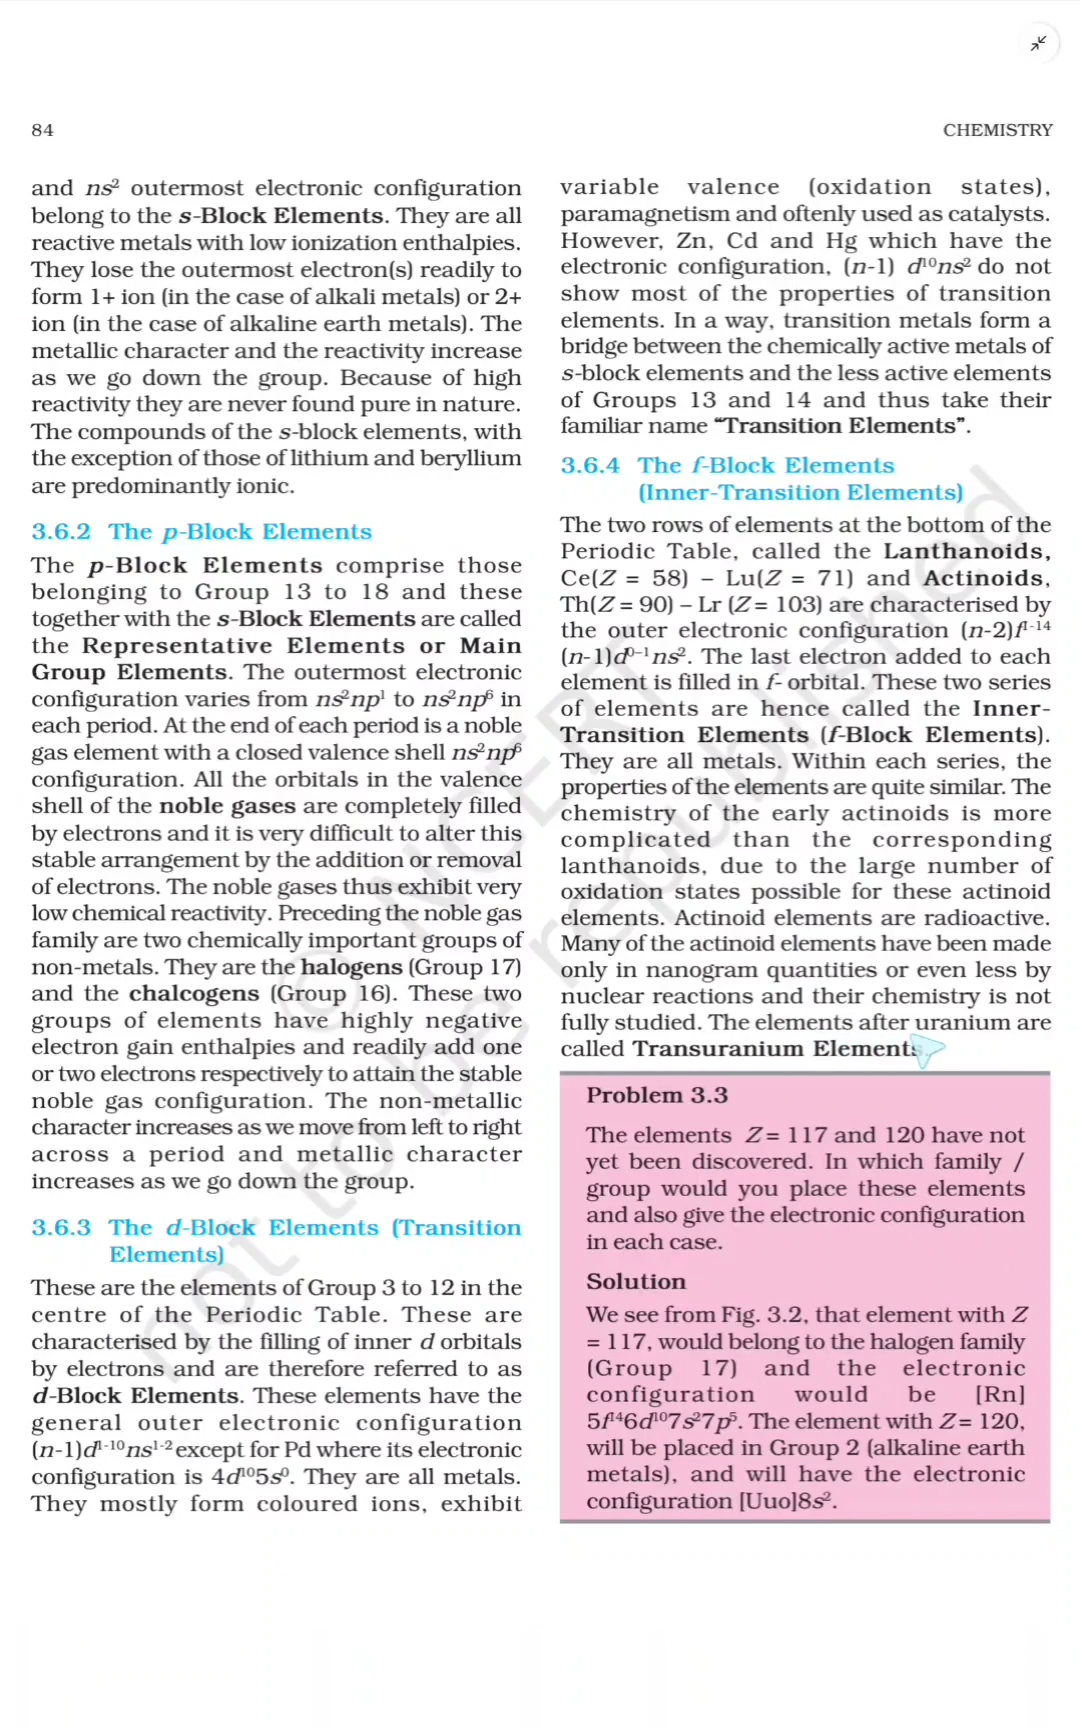 84
CHEMISTRY
and ns² outermost electronic configuration
belong to the s-Block Elements. They are all
reactive metals with low ionization enthalpies.
They lose the outermost electron(s) readily to
form 1+ ion (in the case of alkali metals) or 2+
ion (in the case of alkaline earth metals). The
metallic character and the reactivity increase
as we go down the group. Because of high
reactivity they are never found pure in nature.
The compounds of the s-block elements, with
the exception of those of lithium and beryllium
are predominantly ionic.
3.6.2 The p-Block Elements
The p-Block Elements comprise those
belonging to Group 13 to 18 and these
together with the s-Block Elements are called
the Representative Elements or Main
Group Elements. The outermost electronic
configuration varies from ns²np¹ to ns²np⁶ in
each period. At the end of each period is a noble
gas element with a closed valence shell ns²np⁶
configuration. All the orbitals in the valence
shell of the noble gases are completely filled
by electrons and it is very difficult to alter this
stable arrangement by the addition or removal
of electrons. The noble gases thus exhibit very
low chemical reactivity. Preceding the noble gas
family are two chemically important groups of
non-metals. They are the halogens (Group 17)
and the chalcogens (Group 16). These two
groups of elements have highly negative
electron gain enthalpies and readily add one
or two electrons respectively to attain the stable
noble gas configuration. The non-metallic
character increases as we move from left to right
across a period and metallic character
increases as we go down the group.
3.6.3 The d-Block Elements (Transition
Elements)
These are the elements of Group 3 to 12 in the
centre of the Periodic Table. These are
characterised by the filling of inner d orbitals
by electrons and are therefore referred to as
d-Block Elements. These elements have the
general outer electronic configuration
(n-1)d¹⁻¹⁰ns¹⁻² except for Pd where its electronic
configuration is 4d¹⁰5s⁰. They are all metals.
They mostly form coloured ions, exhibit
variable valence (oxidation states),
paramagnetism and oftenly used as catalysts.
However, Zn, Cd and Hg which have the
electronic configuration, (n-1) d¹⁰ns² do not
show most of the properties of transition
elements. In a way, transition metals form a
bridge between the chemically active metals of
s-block elements and the less active elements
of Groups 13 and 14 and thus take their
familiar name “Transition Elements”.
3.6.4 The f-Block Elements
(Inner-Transition Elements)
The two rows of elements at the bottom of the
Periodic Table, called the Lanthanoids,
Ce(Z = 58) – Lu(Z = 71) and Actinoids,
Th(Z = 90) – Lr (Z = 103) are characterised by
the outer electronic configuration (n-2)f¹⁻¹⁴
(n-1)d⁰⁻¹ns². The last electron added to each
element is filled in f- orbital. These two series
of elements are hence called the Inner-
Transition Elements (f-Block Elements).
They are all metals. Within each series, the
properties of the elements are quite similar. The
chemistry of the early actinoids is more
complicated than the corresponding
lanthanoids, due to the large number of
oxidation states possible for these actinoid
elements. Actinoid elements are radioactive.
Many of the actinoid elements have been made
only in nanogram quantities or even less by
nuclear reactions and their chemistry is not
fully studied. The elements after uranium are
called Transuranium Elements.
Problem 3.3
The elements Z = 117 and 120 have not
yet been discovered. In which family /
group would you place these elements
and also give the electronic configuration
in each case.
Solution
We see from Fig. 3.2, that element with Z
= 117, would belong to the halogen family
(Group 17) and the electronic
configuration would be [Rn]
5f¹⁴6d¹⁰7s²7p⁵. The element with Z = 120,
will be placed in Group 2 (alkaline earth
metals), and will have the electronic
configuration [Uuo]8s².
© NCERT
not to be republished